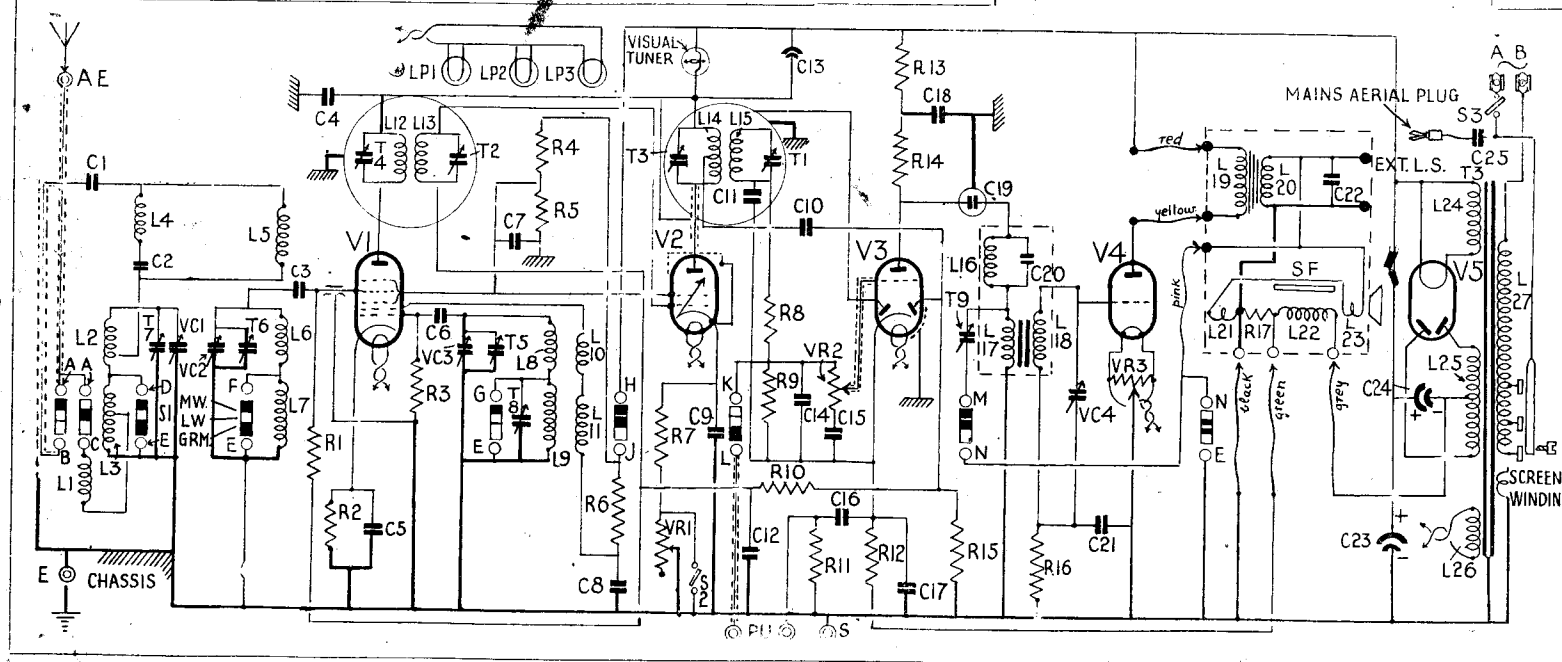 A B
~
VISUAL
TUNER
LP1 LP2 LP3
C13
R13
AE
MAINS AERIAL PLUG
S3
C4
C18
L12 L13
L14 L15
C25
T4
T2
R4
T3
T1
R14
red
L19
L20
EXT. L.S.
T3
C1
C22
L24
L4
L5
R5
C11
C19
yellow
C7
C10
V1
V2
V3
V4
V5
C2
C3
L16
C20
SF
pink
L27
L2
T7
VC1
T6
L6
C6
R8
T9
L17
L18
L21
R17
L22
L23
VC2
VC3
T5
L8
L10
VR2
VR3
L25
A A
D
F
R3
G
H
K
R9
C24
+ −
MW.
LW
GRM.
S1
L7
T8
L11
C14
C15
M
VC4
N
black
green
grey
B
C
L3
E
E
R1
E
L9
J
R7
C9
L
N
E
L1
R10
SCREEN
WINDIN
R2
C5
R6
VR1
C16
C12
C21
C23
+
−
L26
E
CHASSIS
C8
S2
R11
R12
C17
R15
R16
PU
S